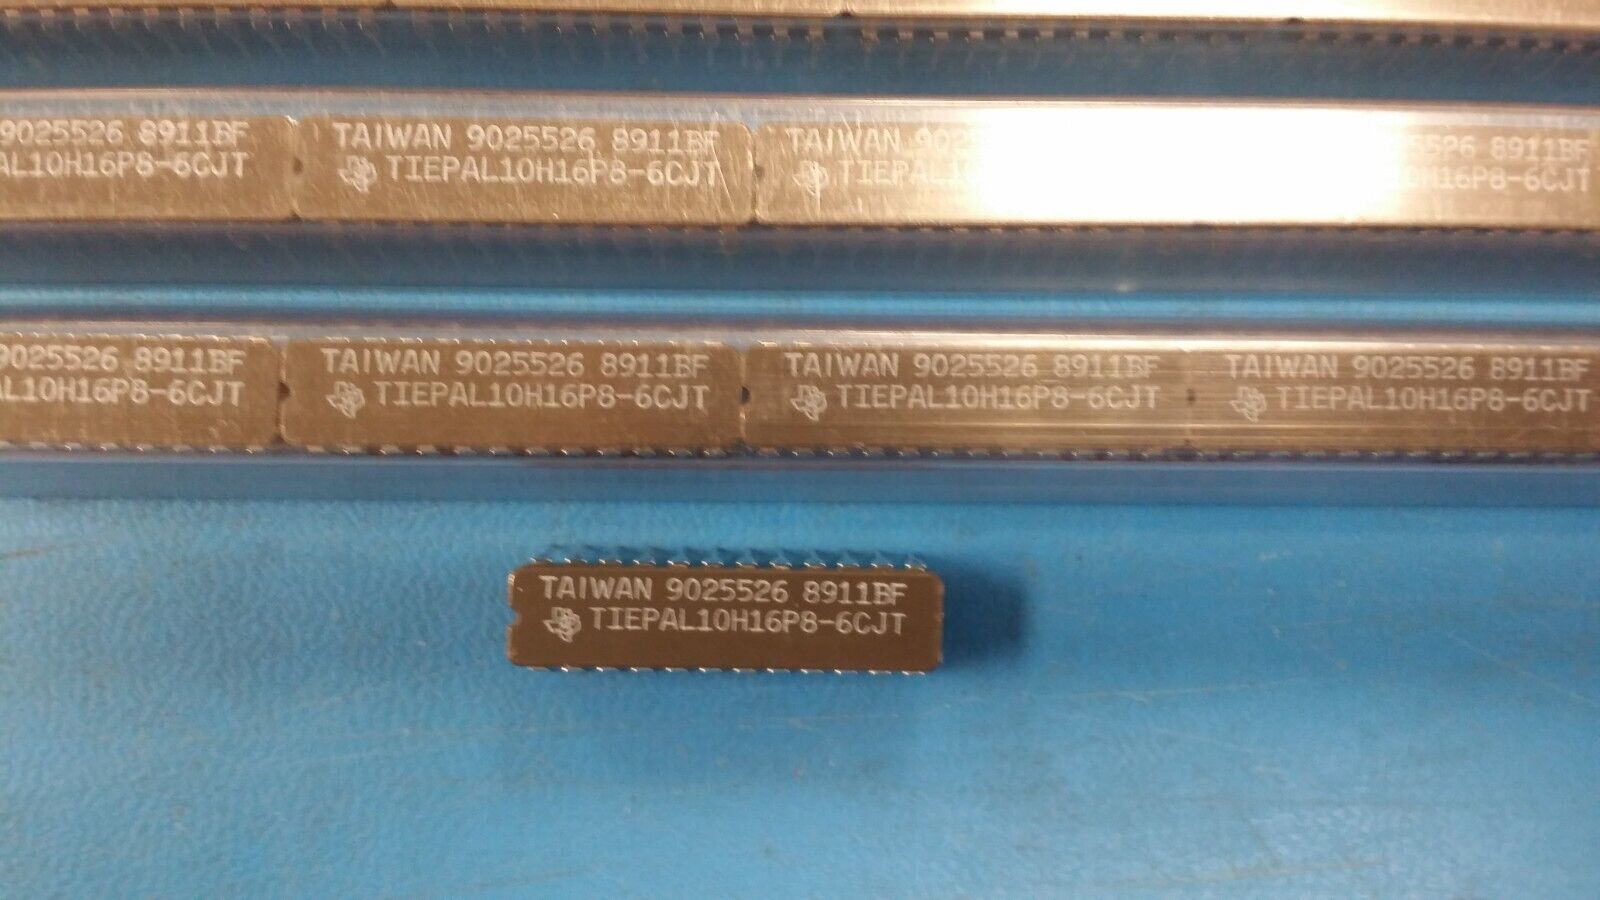 9025526 8911BF
AL10H16P8-6CJT
TAIWAN 9025526 8911BF
TIEPAL10H16P8-6CJT
TAIWAN 902
TIEPAL
5526 8911BF
0H16P8-6CJT
9025526 8911BF
AL10H16P8-6CJT
TAIWAN 9025526 8911BF
TIEPAL10H16P8-6CJT
TAIWAN 9025526 8911BF
TIEPAL10H16P8-6CJT
TAIWAN 9025526 8911BF
TIEPAL10H16P8-6CJT
TAIWAN 9025526 8911BF
TIEPAL10H16P8-6CJT